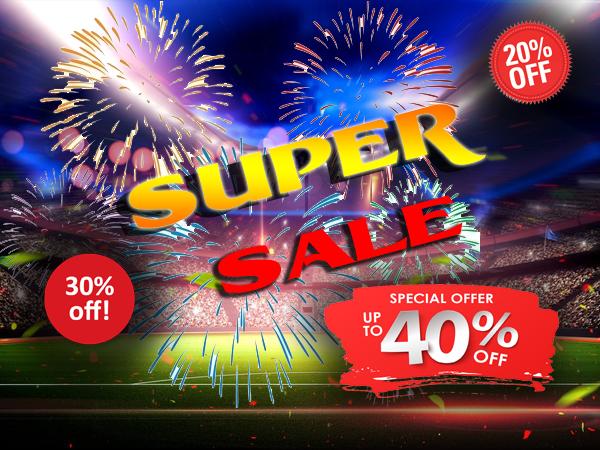 20%
OFF
SUPER
SALE
30%
off!
SPECIAL OFFER
UP
TO
40%
OFF